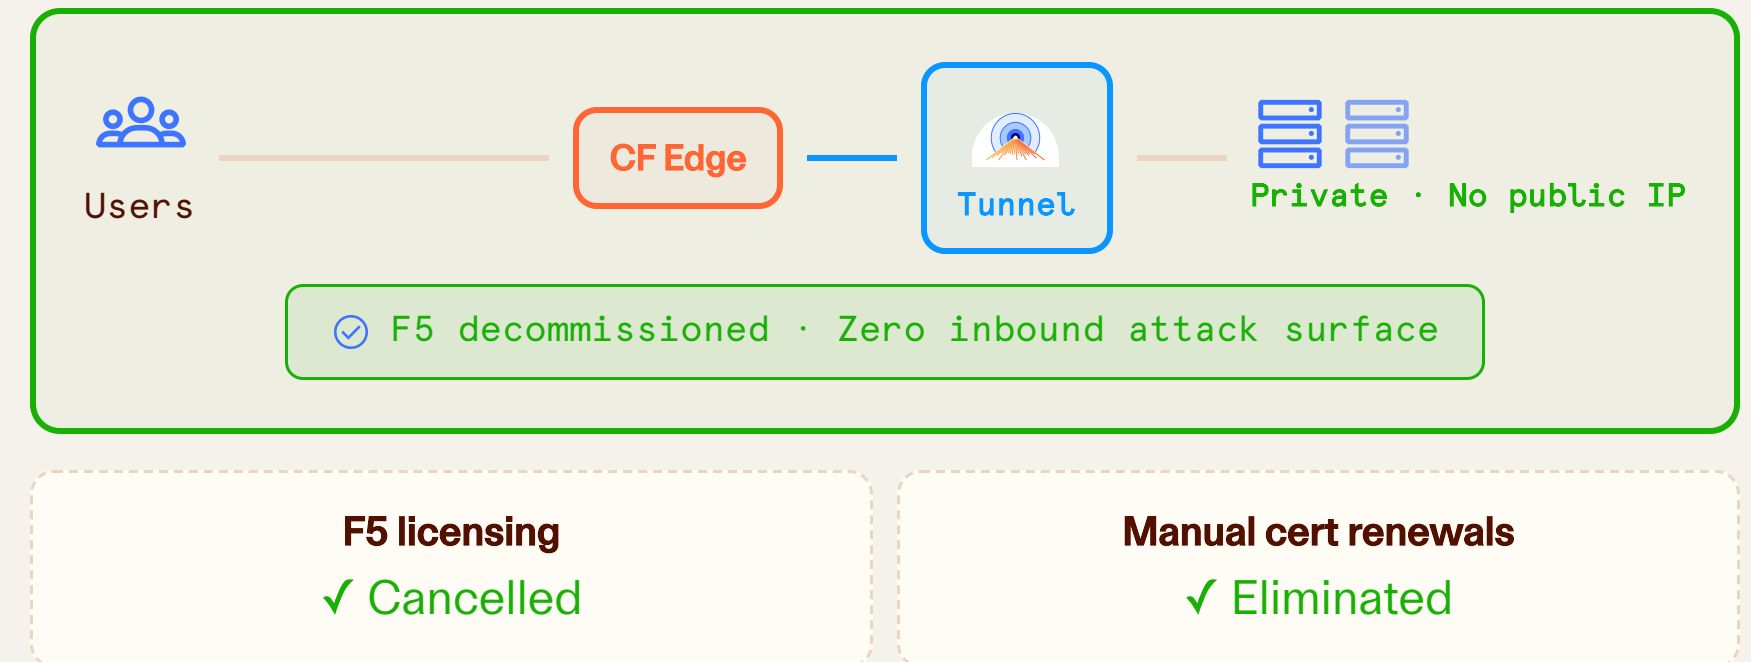 Users
CF Edge
Tunnel
Private · No public IP
F5 decommissioned · Zero inbound attack surface
F5 licensing
✓ Cancelled
Manual cert renewals
✓ Eliminated